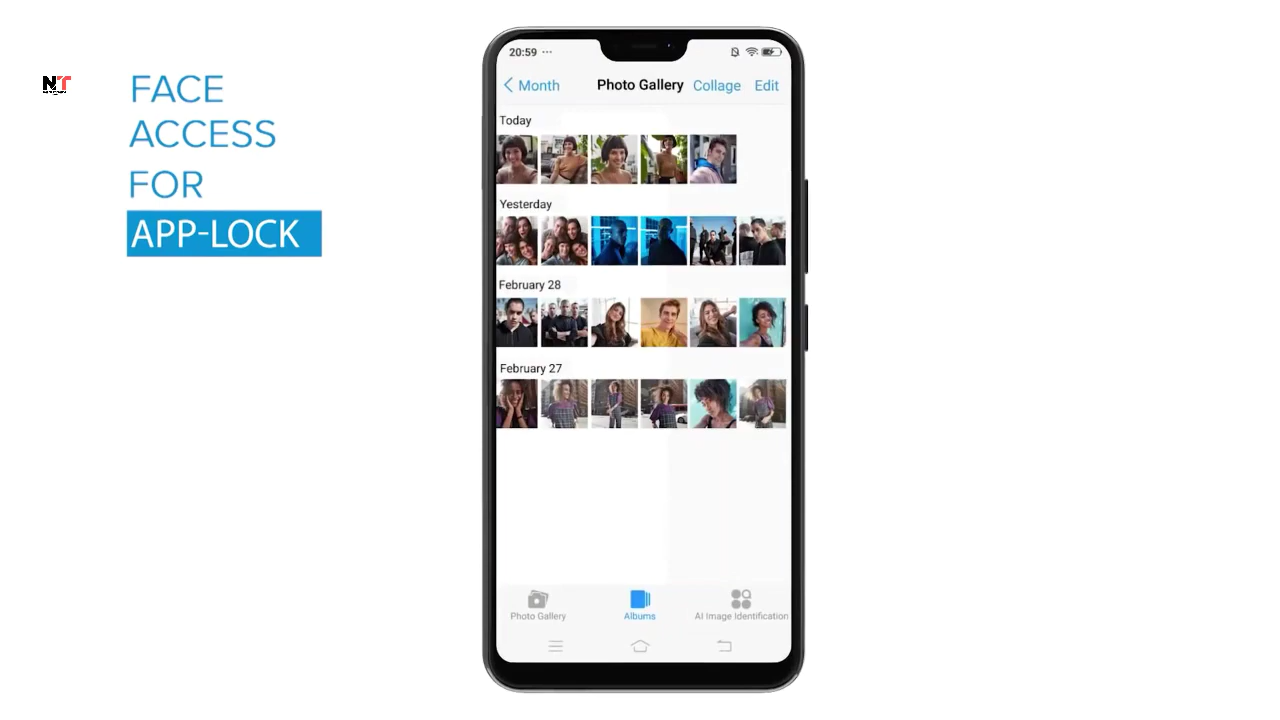 NT
FACE
ACCESS
FOR
APP-LOCK
20:59 ···
Month Photo Gallery Collage Edit
Today
Yesterday
February 28
February 27
Photo Gallery Albums AI Image Identification